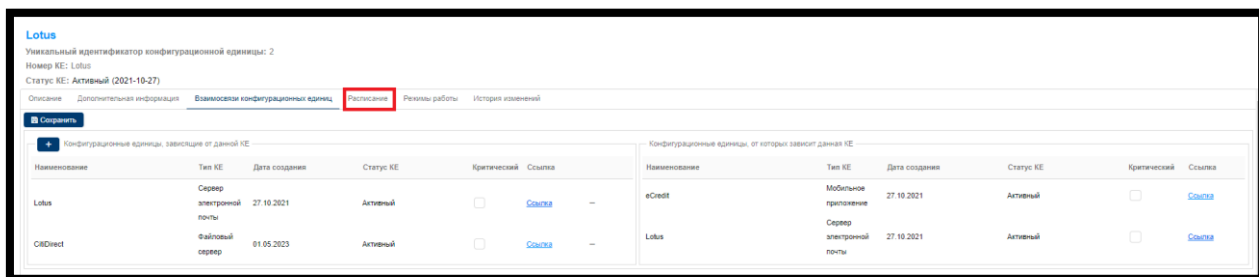 Lotus
Уникальный идентификатор конфигурационной единицы: 2
Номер КЕ: Lotus
Статус КЕ: Активный (2021-10-27)
Описание Дополнительная информация Взаимосвязи конфигурационных единиц Расписание Режимы работы История изменений
Сохранить
+ Конфигурационные единицы, зависящие от данной КЕ
Наименование Тип КЕ Дата создания Статус КЕ Критический Ссылка
Lotus Сервер электронной почты 27.10.2021 Активный Ссылка –
CitiDirect Файловый сервер 01.05.2023 Активный Ссылка –
Конфигурационные единицы, от которых зависит данная КЕ
Наименование Тип КЕ Дата создания Статус КЕ Критический Ссылка
eCredit Мобильное приложение 27.10.2021 Активный Ссылка
Lotus Сервер электронной почты 27.10.2021 Активный Ссылка